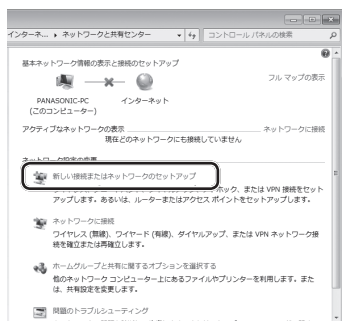 インターネ... ▸ ネットワークと共有センター
コントロール パネルの検索
基本ネットワーク情報の表示と接続のセットアップ
フル マップの表示
PANASONIC-PC
インターネット
(このコンピューター)
アクティブなネットワークの表示
ネットワークに接続
現在どのネットワークにも接続していません
ネットワーク設定の変更
新しい接続またはネットワークのセットアップ
ホック、または VPN 接続をセット
アップします。あるいは、ルーターまたはアクセス ポイントをセットアップします。
ネットワークに接続
ワイヤレス (無線)、ワイヤード (有線)、ダイヤルアップ、または VPN ネットワーク接
続を確立または再確立します。
ホームグループと共有に関するオプションを選択する
他のネットワーク コンピューター上にあるファイルやプリンターを利用します。また
は、共有設定を変更します。
問題のトラブルシューティング